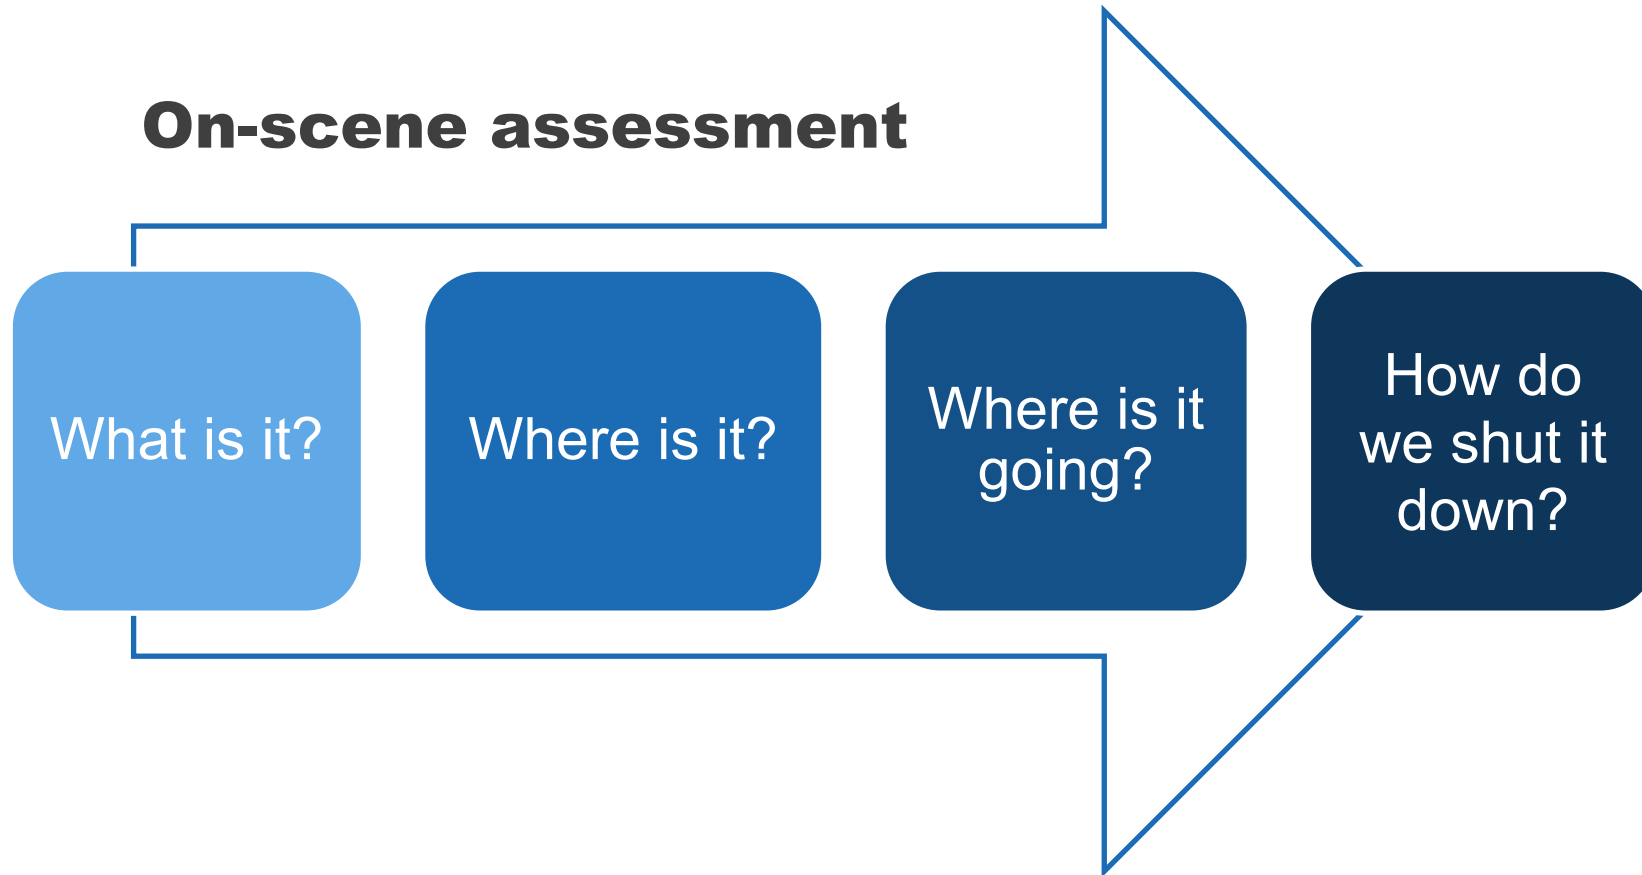 On-scene assessment
What is it?
Where is it?
Where is it
going?
How do
we shut it
down?